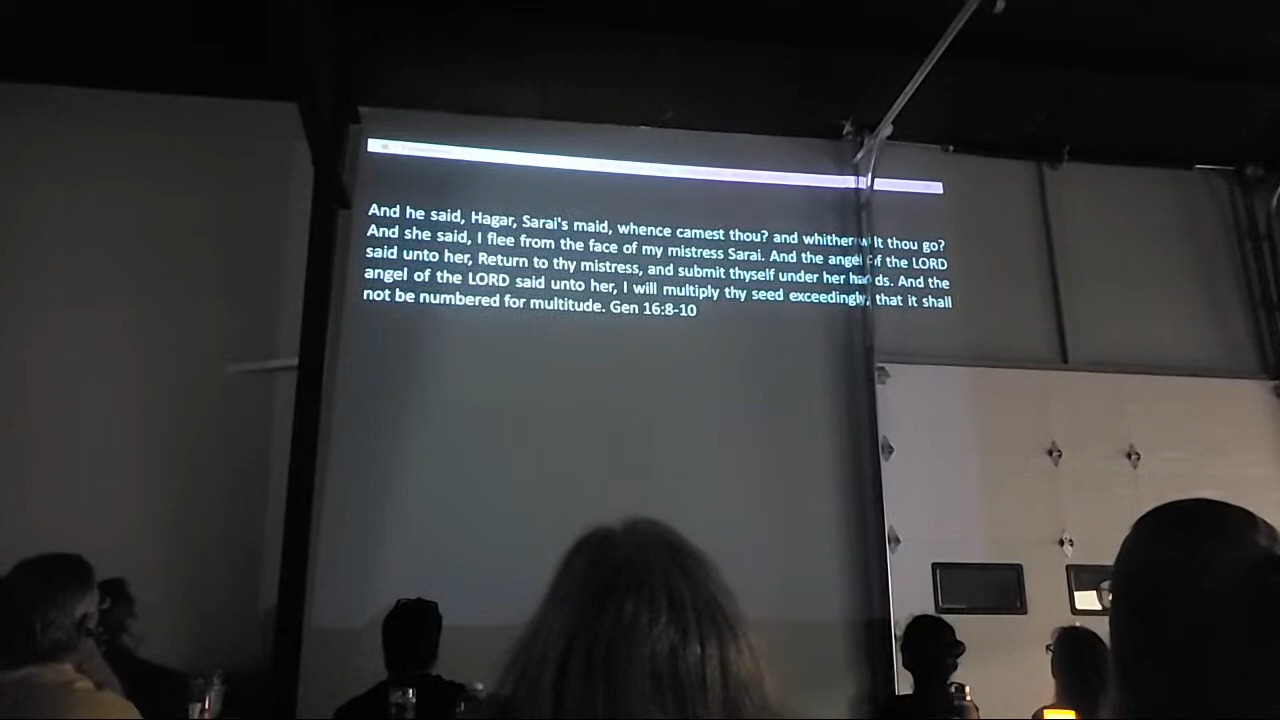 And he said, Hagar, Sarai's maid, whence camest thou? and whither wilt thou go?
And she said, I flee from the face of my mistress Sarai. And the angel of the LORD
said unto her, Return to thy mistress, and submit thyself under her hands. And the
angel of the LORD said unto her, I will multiply thy seed exceedingly, that it shall
not be numbered for multitude. Gen 16:8-10